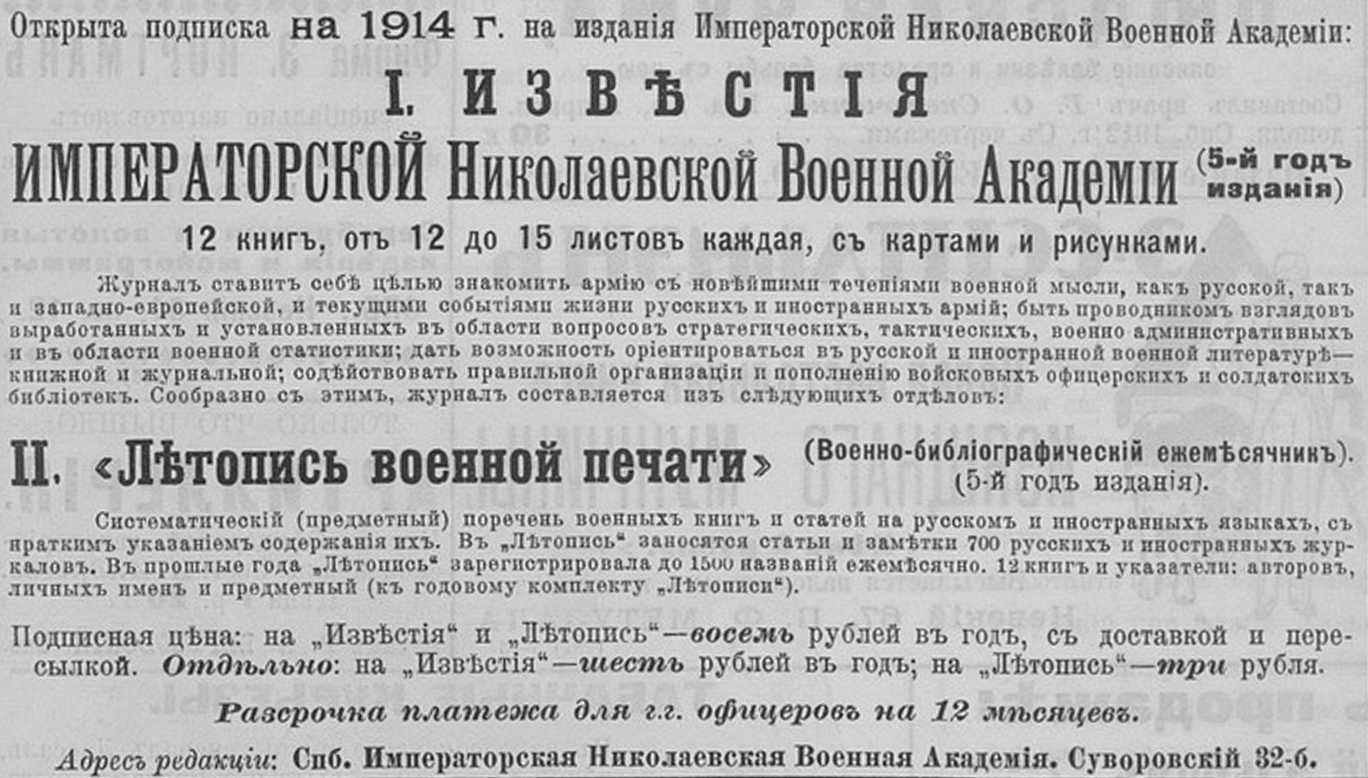 Открыта подписка на 1914 г. на изданія Императорской Николаевской Военной Академіи:
I. ИЗВѢСТІЯ
ИМПЕРАТОРСКОЙ Николаевской Военной Академіи (5-й годъ изданія)
12 книгъ, отъ 12 до 15 листовъ каждая, съ картами и рисунками.
Журналъ ставитъ себѣ цѣлью знакомить армію съ новѣйшими теченіями военной мысли, какъ русской, такъ
и западно-европейской, и текущими событіями жизни русскихъ и иностранныхъ армій; быть проводникомъ взглядовъ
выработанныхъ и установленныхъ въ области вопросовъ стратегическихъ, тактическихъ, военно административныхъ
и въ области военной статистики; дать возможность оріентироваться въ русской и иностранной военной литературѣ—
книжной и журнальной; содѣйствовать правильной организаціи и пополненію войсковыхъ офицерскихъ и солдатскихъ
библіотек. Сообразно съ этимъ, журналъ составляется изъ слѣдующихъ отдѣловъ:
II. «Лѣтопись военной печати» (Военно-библіографическій ежемѣсячникъ).
(5-й годъ изданія).
Систематическій (предметный) поречень военныхъ книгъ и статей на русскомъ и иностранныхъ языкахъ, съ
нраткимъ указаніемъ содержанія ихъ. Въ „Лѣтопись“ заносятся статьи и замѣтки 700 русскихъ и иностранныхъ жур-
каловъ. Въ прошлые года „Лѣтопись“ зарегистрировала до 1500 названій ежемѣсячно. 12 книгъ и указатели: авторовъ,
личныхъ именъ и предметный (къ годовому комплекту „Лѣтописи“).
Подписная цѣна: на „Извѣстія“ и „Лѣтопись“—восемь рублей въ годъ, съ доставкой и пере-
сылкой. Отдѣльно: на „Извѣстія“—шесть рублей въ годъ; на „Лѣтопись“—три рубля.
Разсрочка платежа для г.г. офицеровъ на 12 мѣсяцевъ.
Адресъ редакціи: Спб. Императорская Николаевская Военная Академія. Суворовскій 32-б.